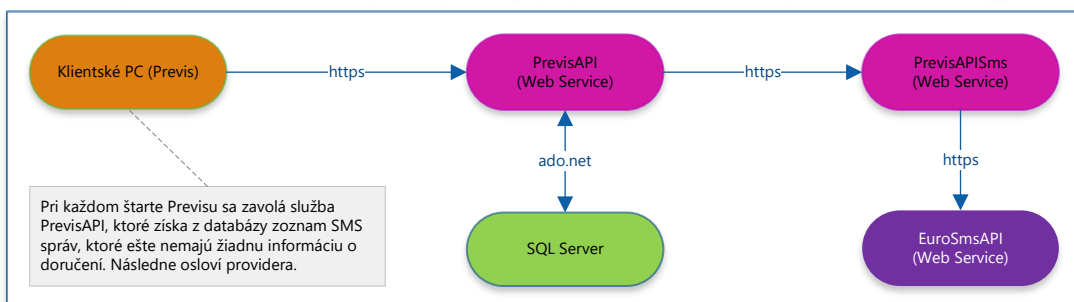 Klientské PC (Previs)
https
PrevisAPI
(Web Service)
https
PrevisAPISms
(Web Service)
ado.net
https
Pri každom štarte Previsu sa zavolá služba
PrevisAPI, ktoré získa z databázy zoznam SMS
správ, ktoré ešte nemajú žiadnu informáciu o
doručení. Následne osloví providera.
SQL Server
EuroSmsAPI
(Web Service)